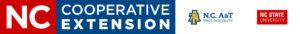 NC COOPERATIVE
EXTENSION
N.C. A&T
STATE UNIVERSITY
NC STATE
UNIVERSITY